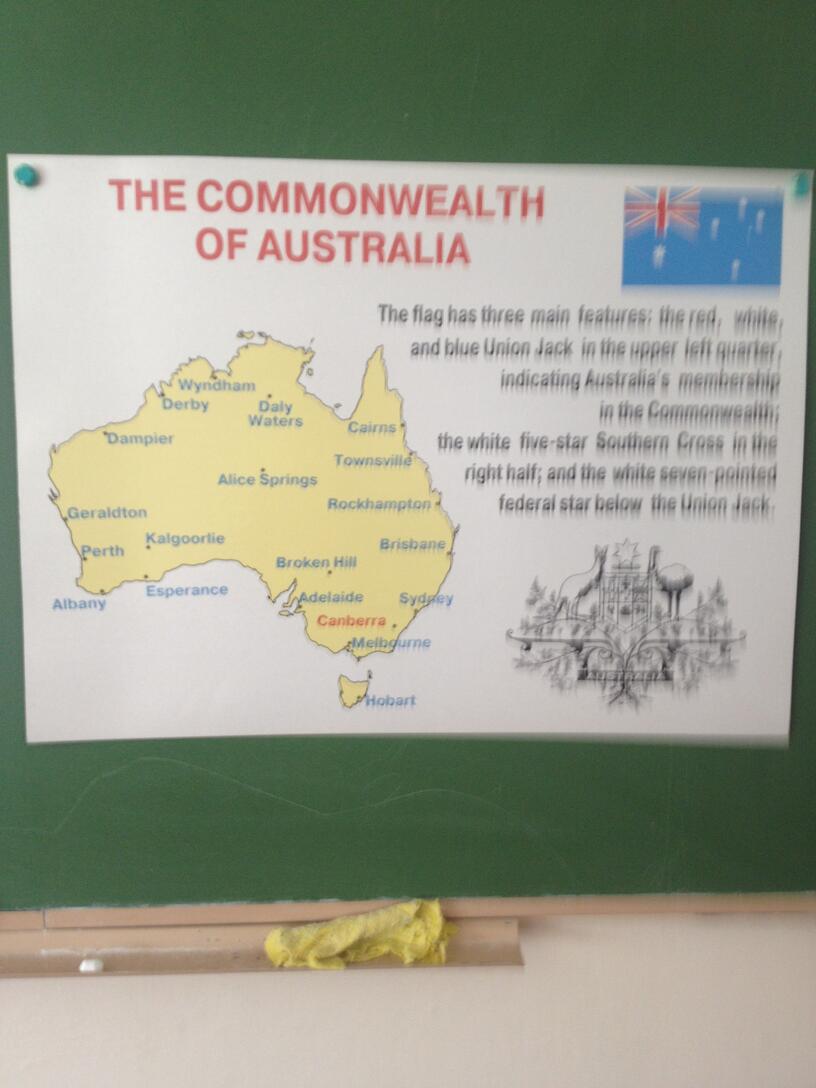 THE COMMONWEALTH
OF AUSTRALIA
The flag has three main features: the red, white,
and blue Union Jack in the upper left quarter,
indicating Australia's membership
in the Commonwealth;
the white five-star Southern Cross in the
right half; and the white seven-pointed
federal star below the Union Jack.
Wyndham
Derby
Daly
Waters
Cairns
Dampier
Townsville
Alice Springs
Rockhampton
Geraldton
Kalgoorlie
Brisbane
Perth
Broken Hill
Esperance
Adelaide
Sydney
Albany
Canberra
Melbourne
Hobart
AUSTRALIA